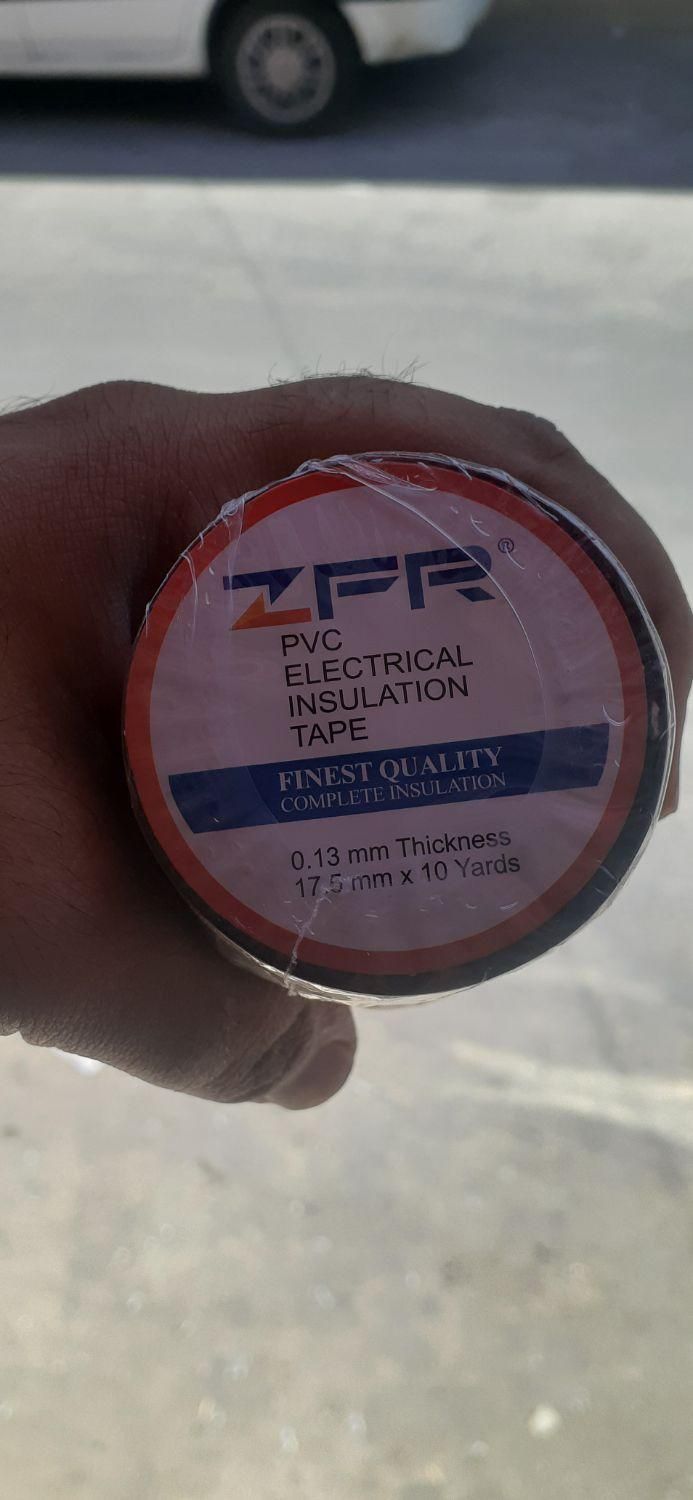 ZFR®
PVC
ELECTRICAL
INSULATION
TAPE
FINEST QUALITY
COMPLETE INSULATION
0.13 mm Thickness
17.5 mm x 10 Yards